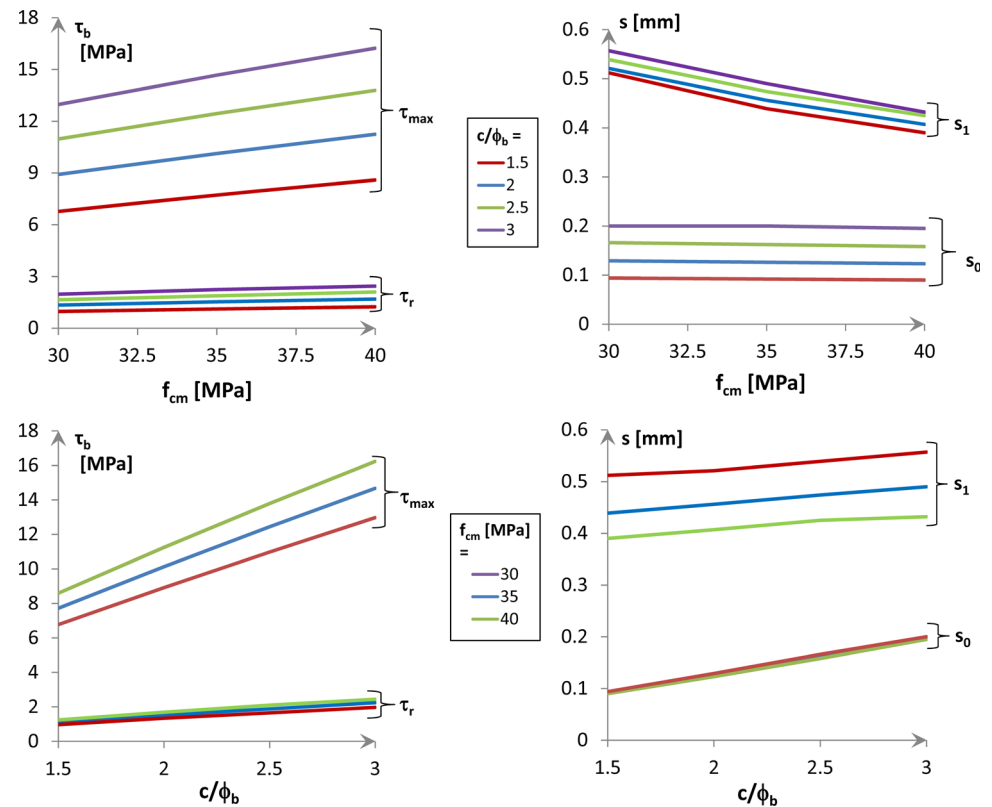 18
τb
[MPa]
15
12
9
6
3
0
τmax
τr
30
32.5
35
37.5
40
fcm [MPa]
c/ϕb =
1.5
2
2.5
3
0.6
s [mm]
0.5
0.4
0.3
0.2
0.1
0
s1
s0
30
32.5
35
37.5
40
fcm [MPa]
18
τb
[MPa]
16
14
12
10
8
6
4
2
0
τmax
τr
1.5
2
2.5
3
c/ϕb
fcm [MPa]
=
30
35
40
0.6
s [mm]
0.5
0.4
0.3
0.2
0.1
0
s1
s0
1.5
2
2.5
3
c/ϕb